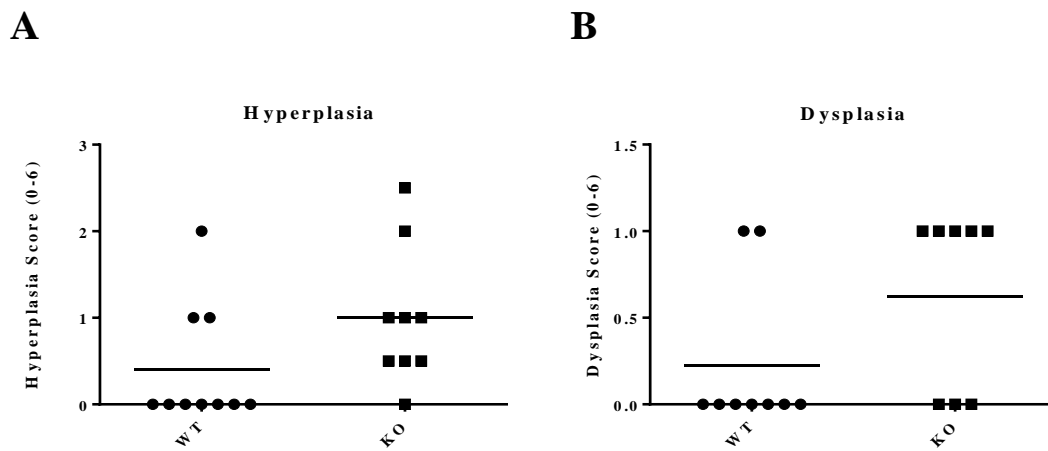 A
Hyperplasia
Hyperplasia Score (0-6)
3
2
1
0
WT
KO
B
Dysplasia
Dysplasia Score (0-6)
1.5
1.0
0.5
0.0
WT
KO